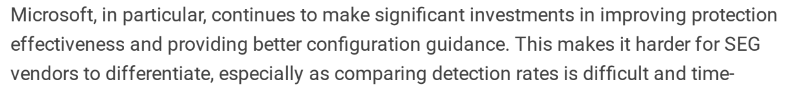 Microsoft, in particular, continues to make significant investments in improving protection
effectiveness and providing better configuration guidance. This makes it harder for SEG
vendors to differentiate, especially as comparing detection rates is difficult and time-